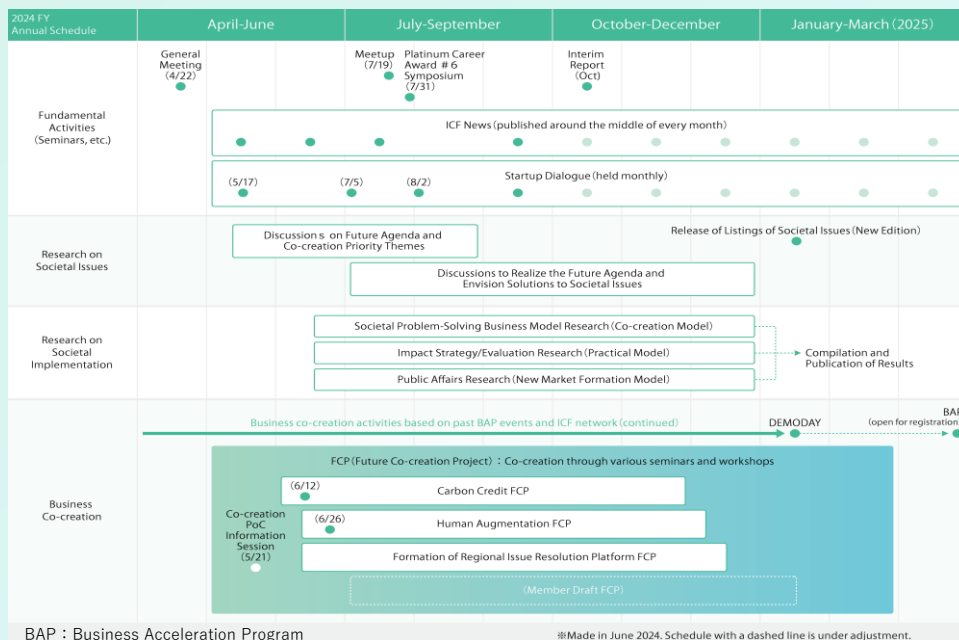 2024 FY
Annual Schedule
April-June
July-September
October-December
January-March (2025)
General
Meeting
(4/22)
Meetup
(7/19)
Platinum Career
Award #6
Symposium
(7/31)
Interim
Report
(Oct)
Fundamental
Activities
(Seminars, etc.)
ICF News (published around the middle of every month)
Startup Dialogue (held monthly)
(5/17)
(7/5)
(8/2)
Research on
Societal Issues
Discussions on Future Agenda and
Co-creation Priority Themes
Release of Listings of Societal Issues (New Edition)
Discussions to Realize the Future Agenda and
Envision Solutions to Societal Issues
Research on
Societal
Implementation
Societal Problem-Solving Business Model Research (Co-creation Model)
Impact Strategy/Evaluation Research (Practical Model)
Public Affairs Research (New Market Formation Model)
Compilation and
Publication of Results
Business
Co-creation
Business co-creation activities based on past BAP events and ICF network (continued)
DEMODAY
BAP
(open for registration)
FCP (Future Co-creation Project) : Co-creation through various seminars and workshops
(6/12)
Carbon Credit FCP
Co-creation
PoC
Information
Session
(5/21)
(6/26)
Human Augmentation FCP
Formation of Regional Issue Resolution Platform FCP
(Member Draft FCP)
BAP : Business Acceleration Program
※Made in June 2024. Schedule with a dashed line is under adjustment.